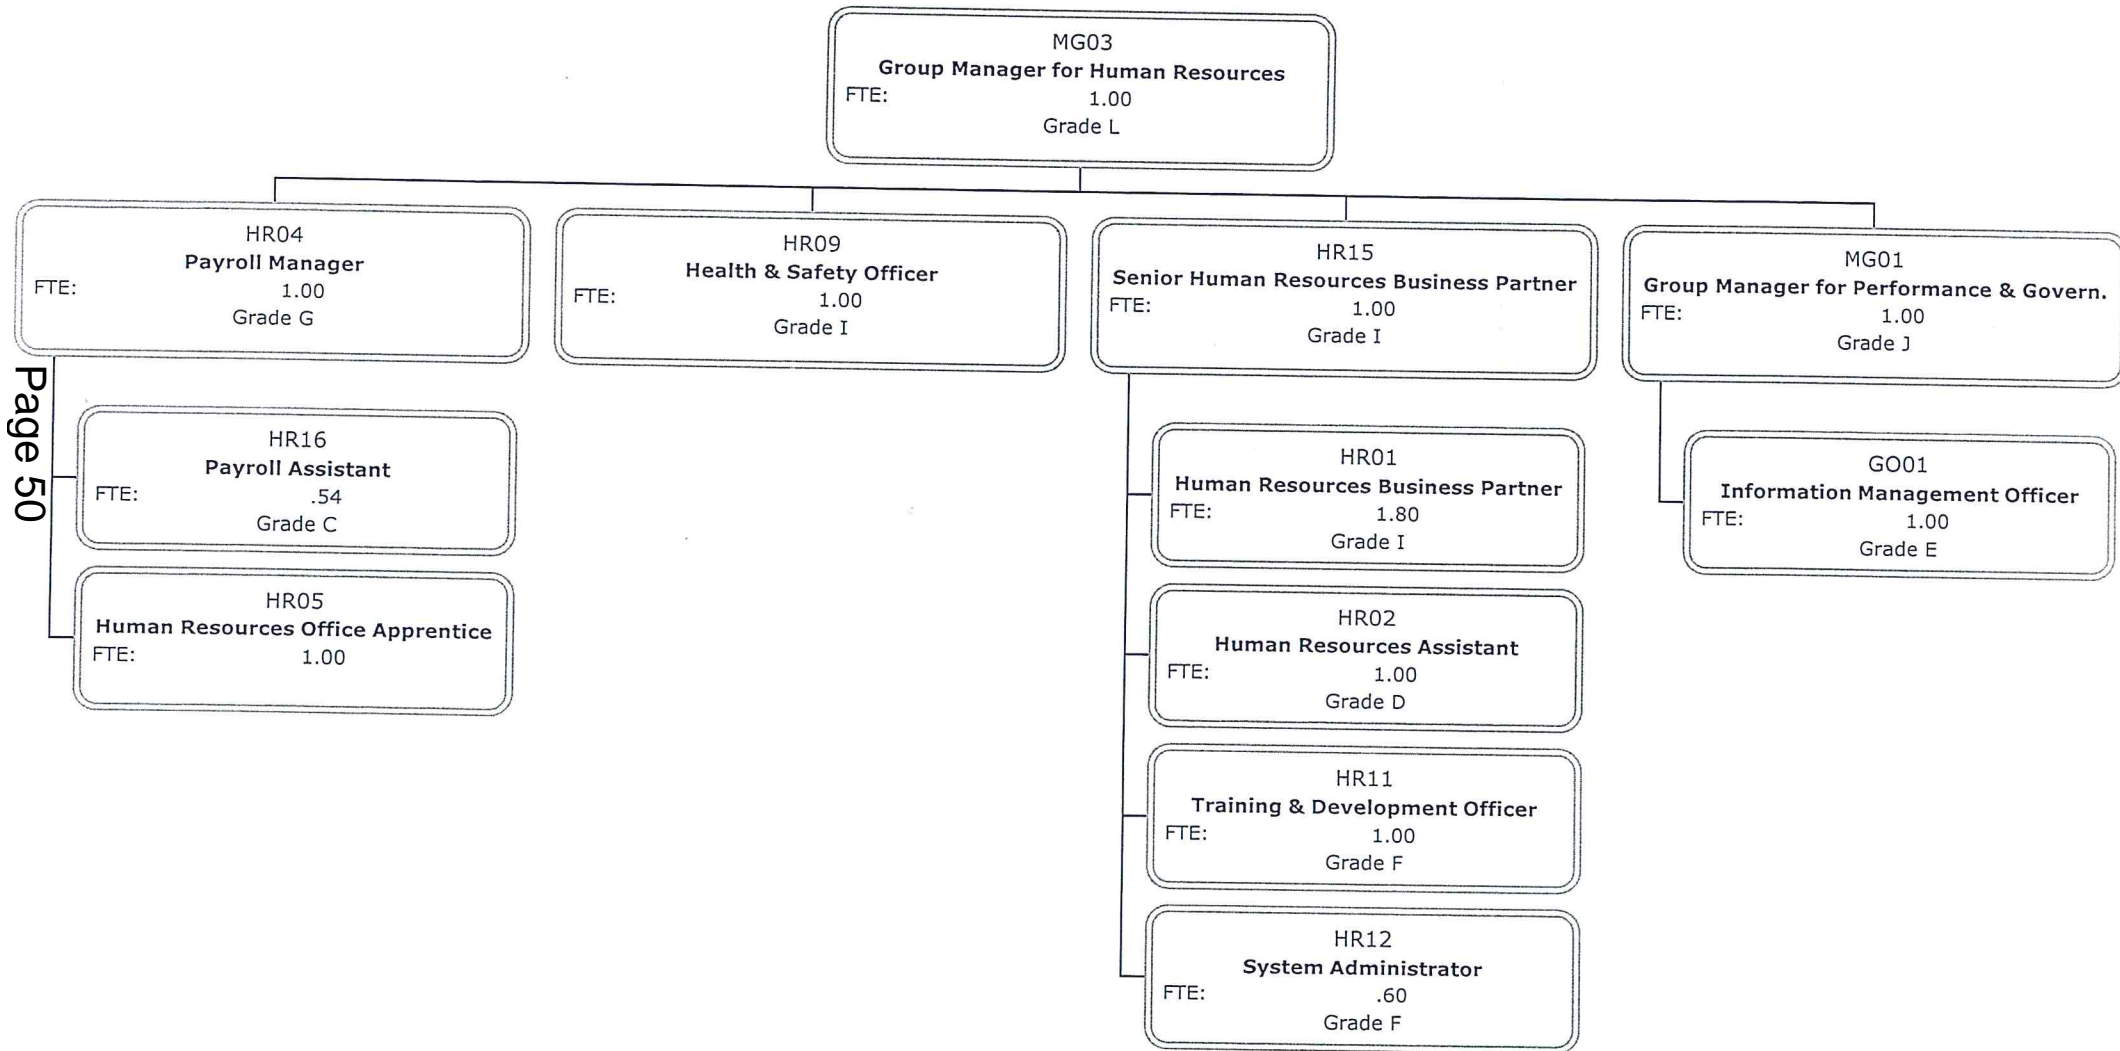 MG03
Group Manager for Human Resources
FTE: 1.00
Grade L
HR04
Payroll Manager
FTE: 1.00
Grade G
HR09
Health & Safety Officer
FTE: 1.00
Grade I
HR15
Senior Human Resources Business Partner
FTE: 1.00
Grade I
MG01
Group Manager for Performance & Govern.
FTE: 1.00
Grade J
HR16
Payroll Assistant
FTE: .54
Grade C
HR05
Human Resources Office Apprentice
FTE: 1.00
HR01
Human Resources Business Partner
FTE: 1.80
Grade I
HR02
Human Resources Assistant
FTE: 1.00
Grade D
HR11
Training & Development Officer
FTE: 1.00
Grade F
HR12
System Administrator
FTE: .60
Grade F
GO01
Information Management Officer
FTE: 1.00
Grade E
Page 50